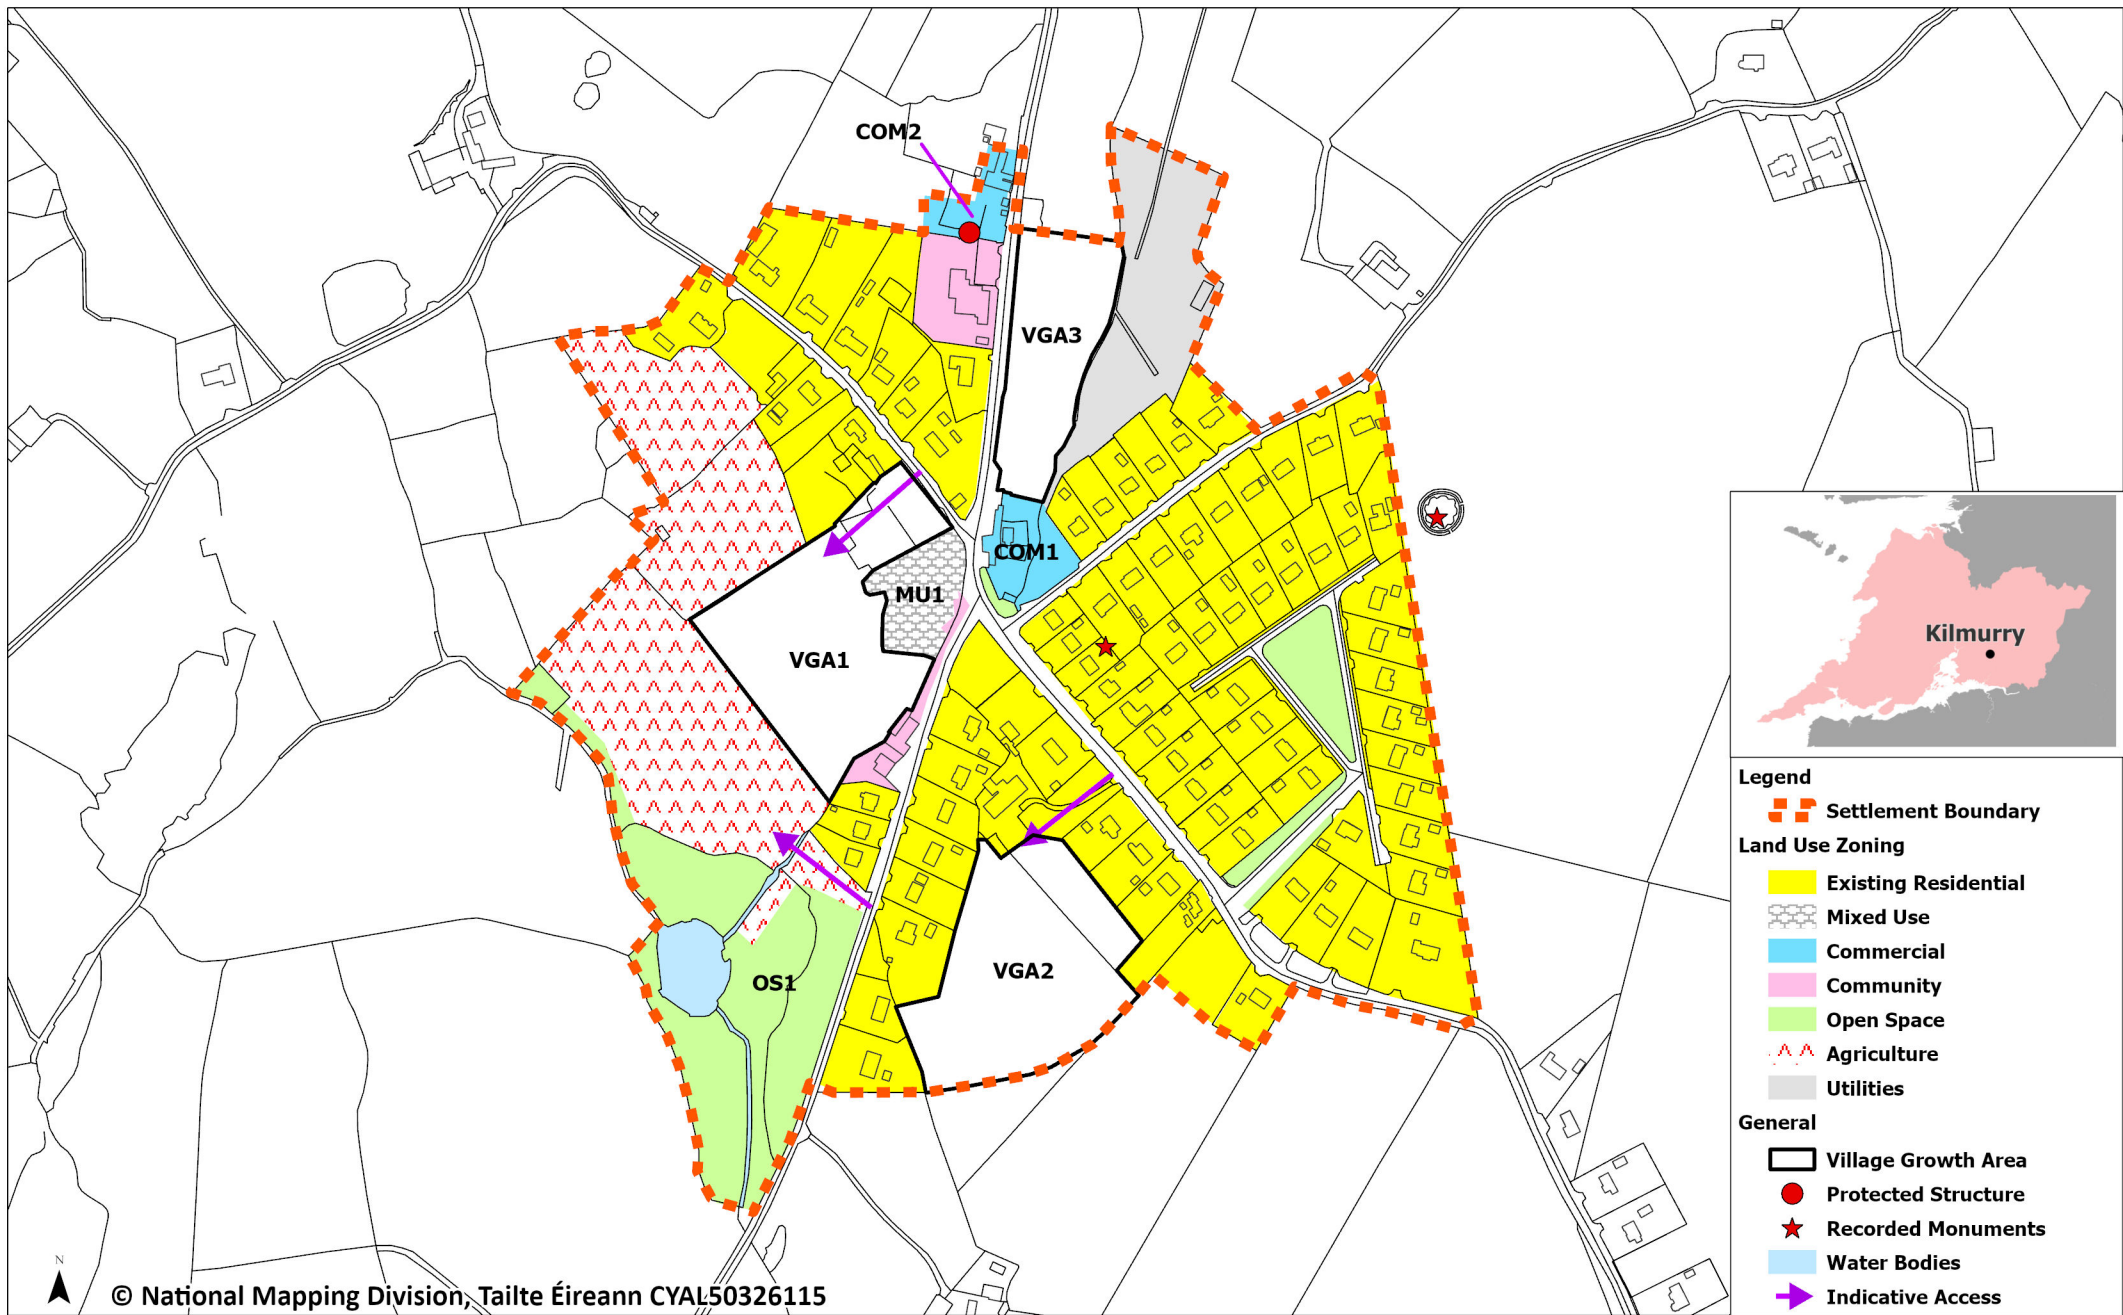 COM2
VGA3
COM1
MU1
VGA1
VGA2
OS1
Kilmurry
Legend
Settlement Boundary
Land Use Zoning
Existing Residential
Mixed Use
Commercial
Community
Open Space
Agriculture
Utilities
General
Village Growth Area
Protected Structure
Recorded Monuments
Water Bodies
Indicative Access
N
© National Mapping Division, Tailte Éireann CYAL50326115